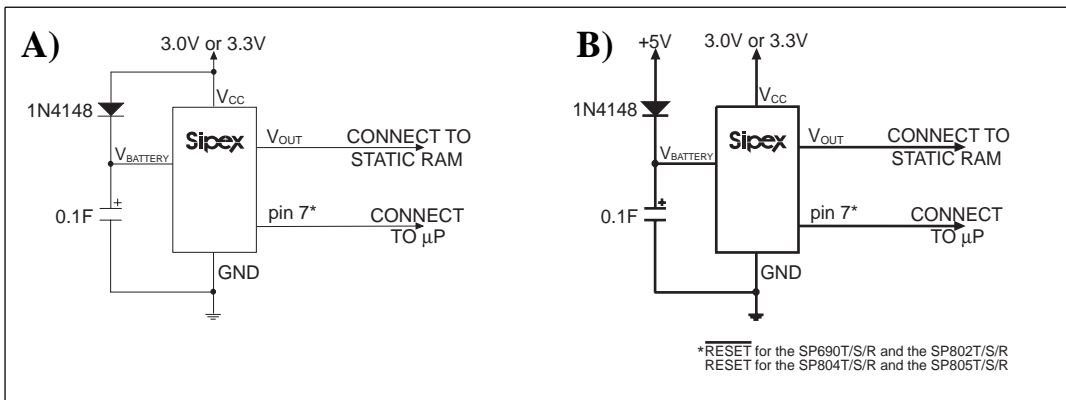 A)
3.0V or 3.3V
1N4148
VCC
Sipex
VOUT
CONNECT TO
STATIC RAM
VBATTERY
+
0.1F
pin 7*
CONNECT
TO µP
GND
B)
+5V
3.0V or 3.3V
1N4148
VCC
Sipex
VOUT
CONNECT TO
STATIC RAM
VBATTERY
+
0.1F
pin 7*
CONNECT
TO µP
GND
*RESET for the SP690T/S/R and the SP802T/S/R
RESET for the SP804T/S/R and the SP805T/S/R